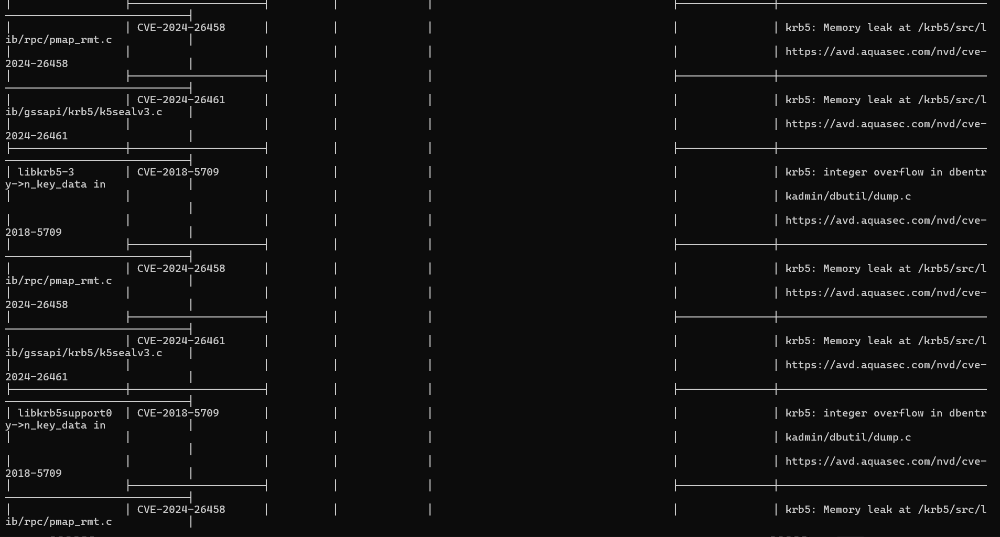 CVE-2024-26458 krb5: Memory leak at /krb5/src/l
ib/rpc/pmap_rmt.c
https://avd.aquasec.com/nvd/cve-
2024-26458
CVE-2024-26461 krb5: Memory leak at /krb5/src/l
ib/gssapi/krb5/k5sealv3.c
https://avd.aquasec.com/nvd/cve-
2024-26461
libkrb5-3 CVE-2018-5709 krb5: integer overflow in dbentr
y->n_key_data in
kadmin/dbutil/dump.c
https://avd.aquasec.com/nvd/cve-
2018-5709
CVE-2024-26458 krb5: Memory leak at /krb5/src/l
ib/rpc/pmap_rmt.c
https://avd.aquasec.com/nvd/cve-
2024-26458
CVE-2024-26461 krb5: Memory leak at /krb5/src/l
ib/gssapi/krb5/k5sealv3.c
https://avd.aquasec.com/nvd/cve-
2024-26461
libkrb5support0 CVE-2018-5709 krb5: integer overflow in dbentr
y->n_key_data in
kadmin/dbutil/dump.c
https://avd.aquasec.com/nvd/cve-
2018-5709
CVE-2024-26458 krb5: Memory leak at /krb5/src/l
ib/rpc/pmap_rmt.c